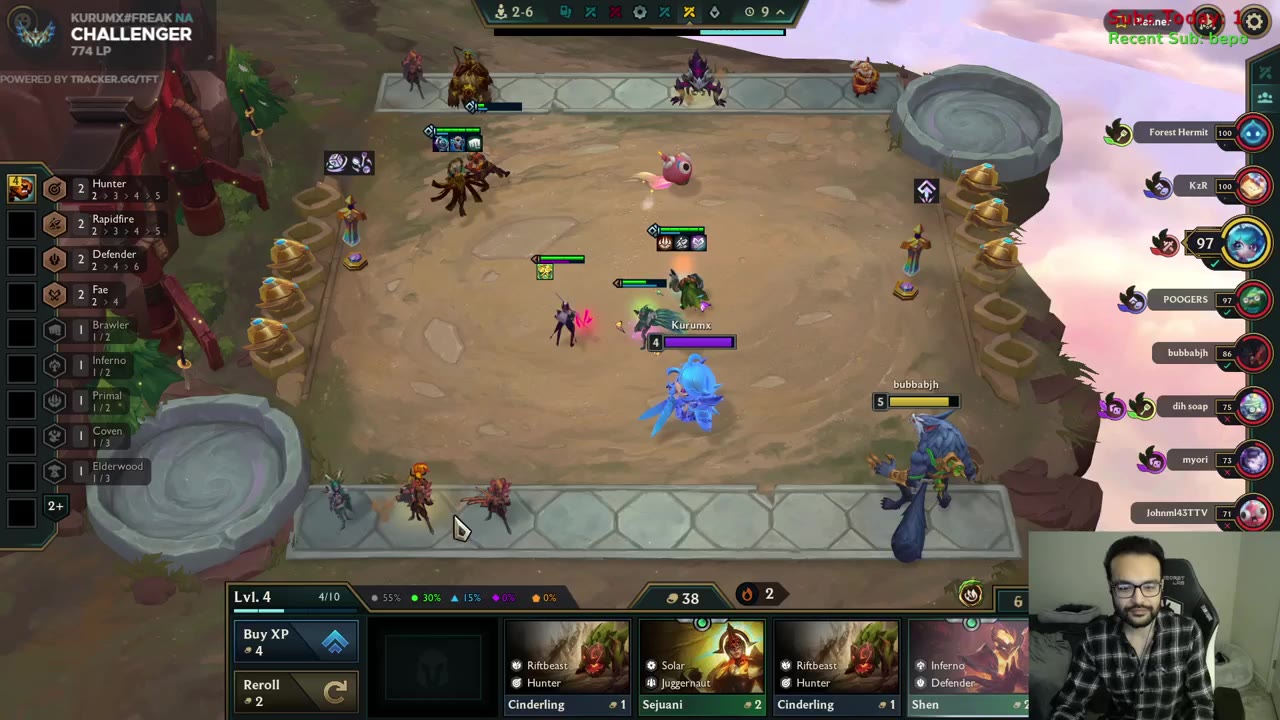 KURUMX#FREAK NA
CHALLENGER
774 LP
POWERED BY TRACKER.GG/TFT
2-6
9
Subs Today: 1
Recent Sub: bepo
Forest Hermit 100
KzR 100
97
POOGERS 97
bubbabjh 86
dih soap 75
myori 73
Johnml43TTV 71
4
2 Hunter
2 > 3 > 4 > 5
2 Rapidfire
2 > 3 > 4 > 5
2 Defender
2 > 4 > 6
2 Fae
2 > 4
1 Brawler
1 / 2
1 Inferno
1 / 2
1 Primal
1 / 2
1 Coven
1 / 3
1 Elderwood
1 / 3
2+
Kurumx
4
bubbabjh
5
Lvl. 4
4/10
55%
30%
15%
0%
0%
38
2
6
Buy XP
4
Reroll
2
Riftbeast
Hunter
Cinderling 1
Solar
Juggernaut
Sejuani 2
Riftbeast
Hunter
Cinderling 1
Inferno
Defender
Shen 2